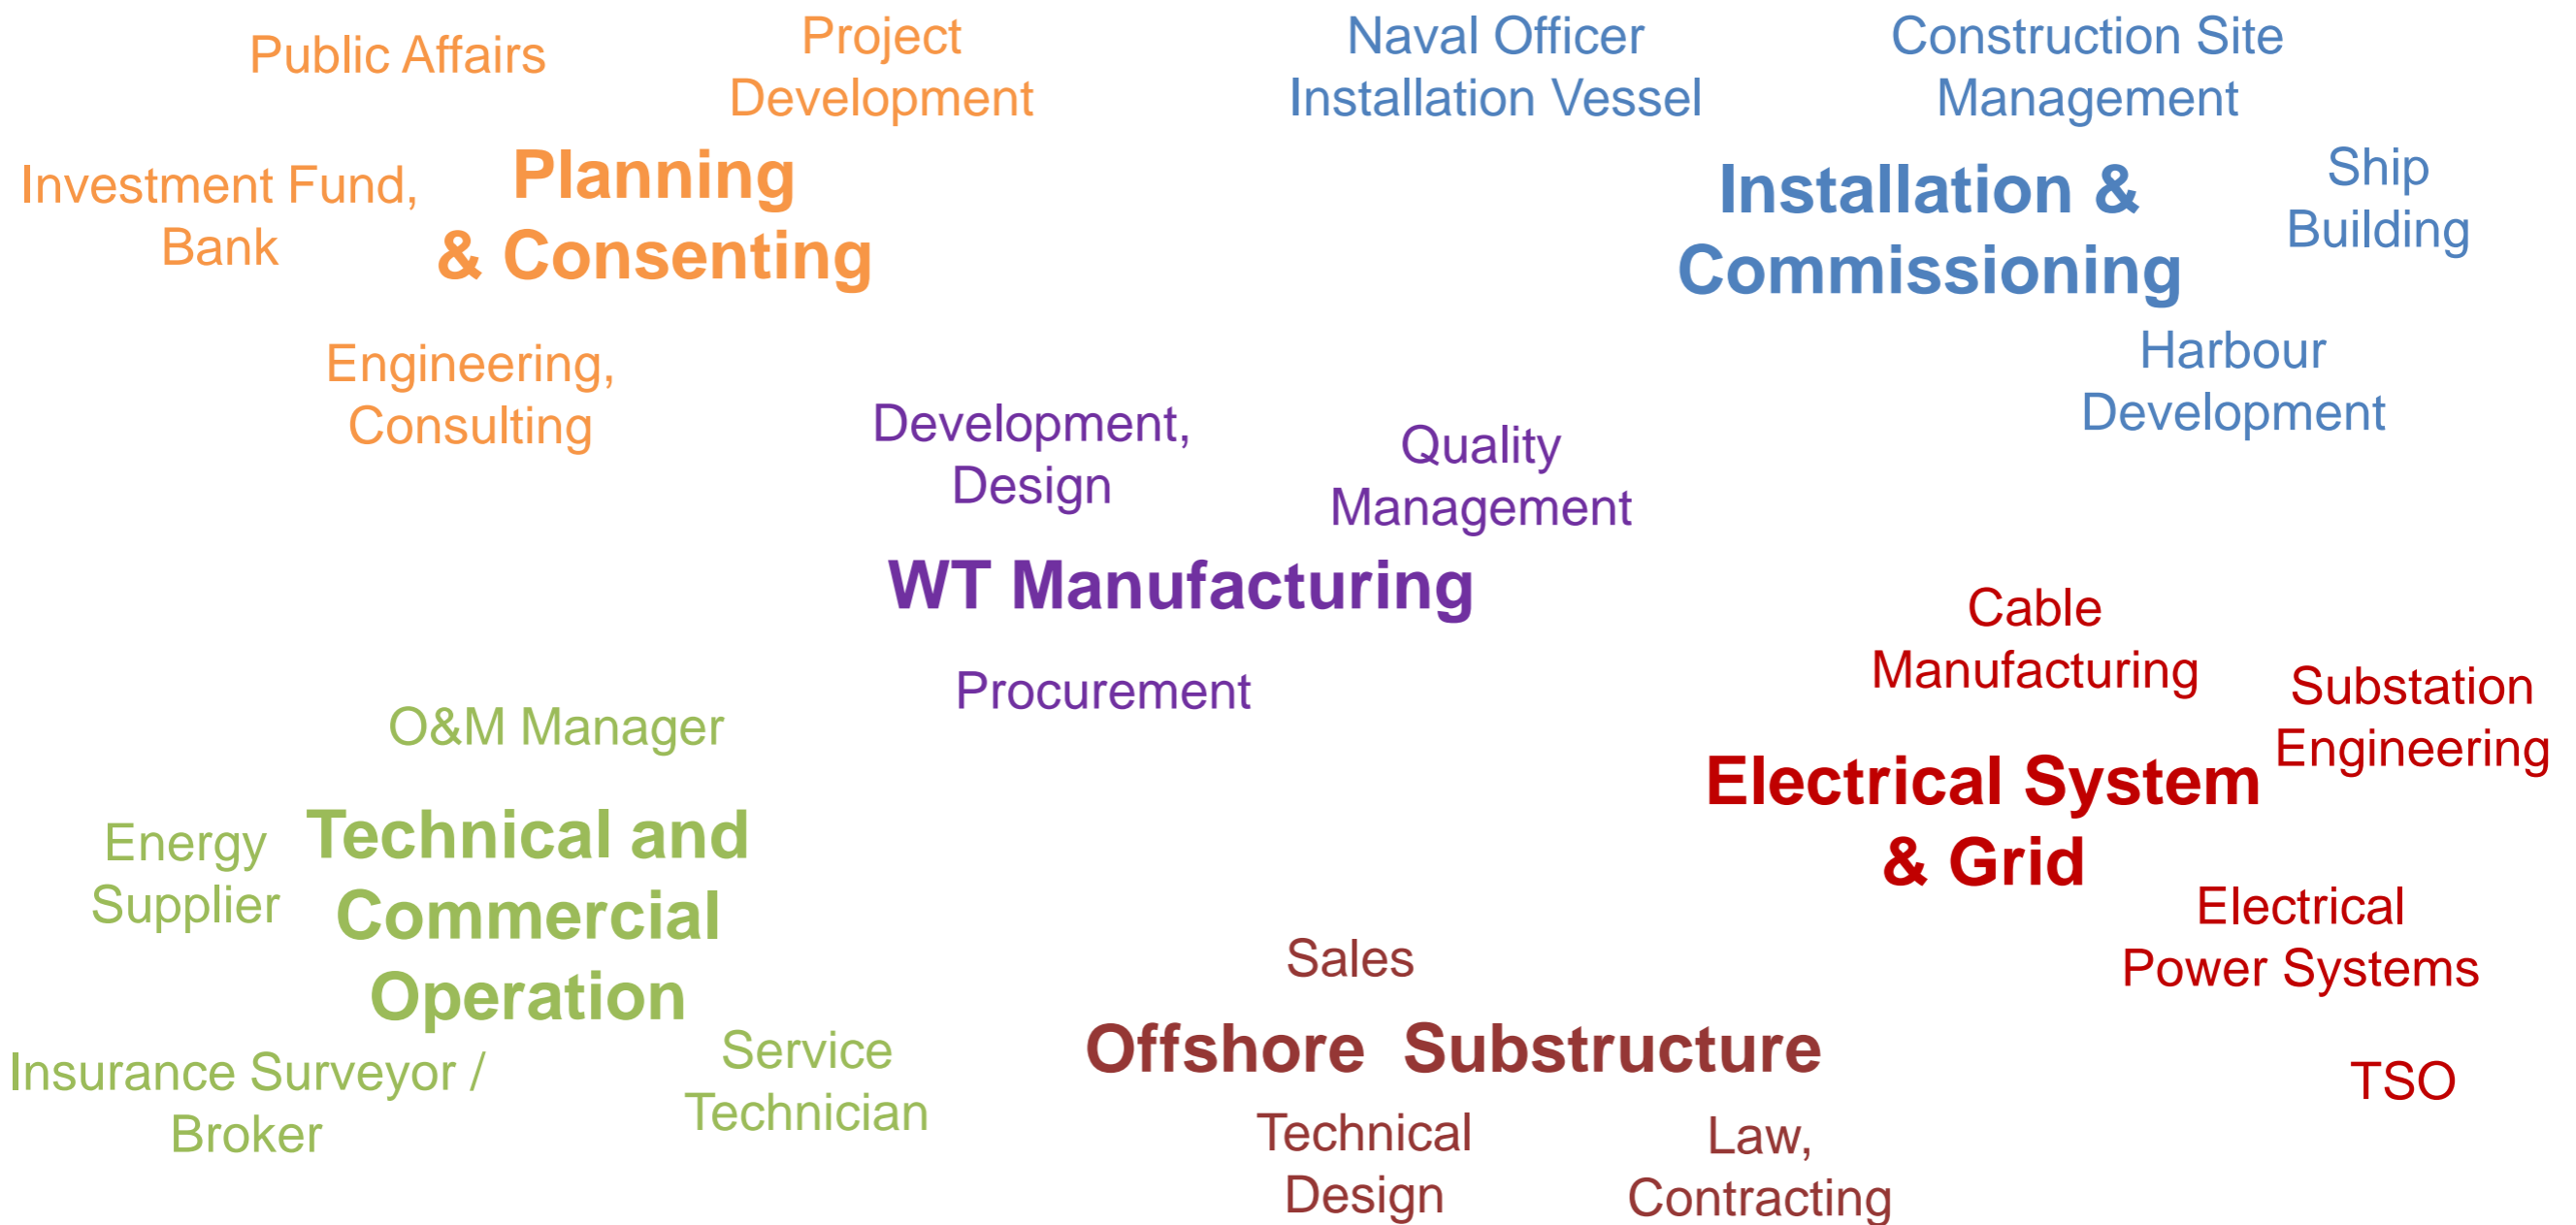 Public Affairs
Project
Development
Investment Fund,
Bank
Planning
& Consenting
Engineering,
Consulting
Naval Officer
Installation Vessel
Construction Site
Management
Installation &
Commissioning
Ship
Building
Harbour
Development
Development,
Design
Quality
Management
WT Manufacturing
Procurement
Cable
Manufacturing
Substation
Engineering
Electrical System
& Grid
Electrical
Power Systems
TSO
O&M Manager
Energy
Supplier
Technical and
Commercial
Operation
Insurance Surveyor /
Broker
Service
Technician
Sales
Offshore Substructure
Technical
Design
Law,
Contracting